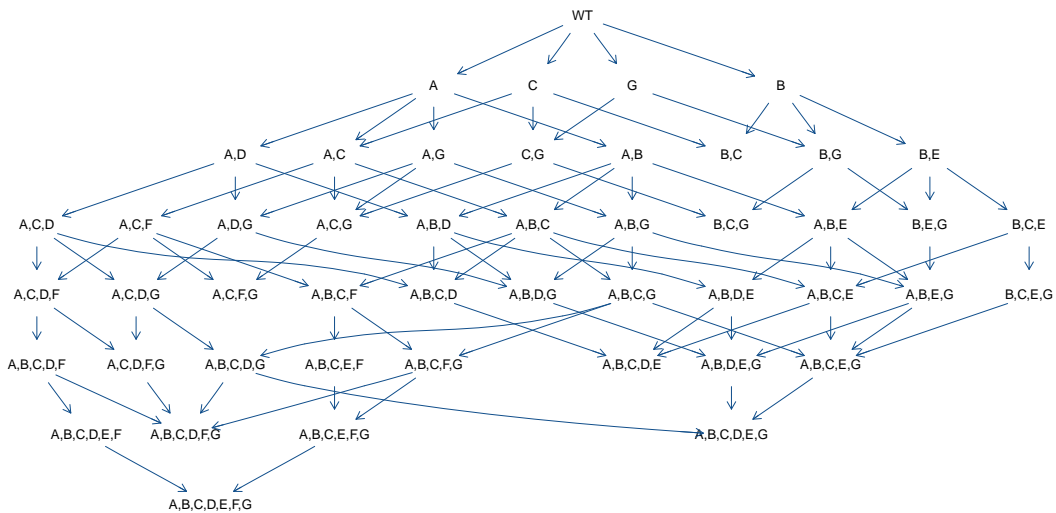 WT
A C G B
A,D A,C A,G C,G A,B B,C B,G B,E
A,C,D A,C,F A,D,G A,C,G A,B,D A,B,C A,B,G B,C,G A,B,E B,E,G B,C,E
A,C,D,F A,C,D,G A,C,F,G A,B,C,F A,B,C,D A,B,D,G A,B,C,G A,B,D,E A,B,C,E A,B,E,G B,C,E,G
A,B,C,D,F A,C,D,F,G A,B,C,D,G A,B,C,E,F A,B,C,F,G A,B,C,D,E A,B,D,E,G A,B,C,E,G
A,B,C,D,E,F A,B,C,D,F,G A,B,C,E,F,G A,B,C,D,E,G
A,B,C,D,E,F,G